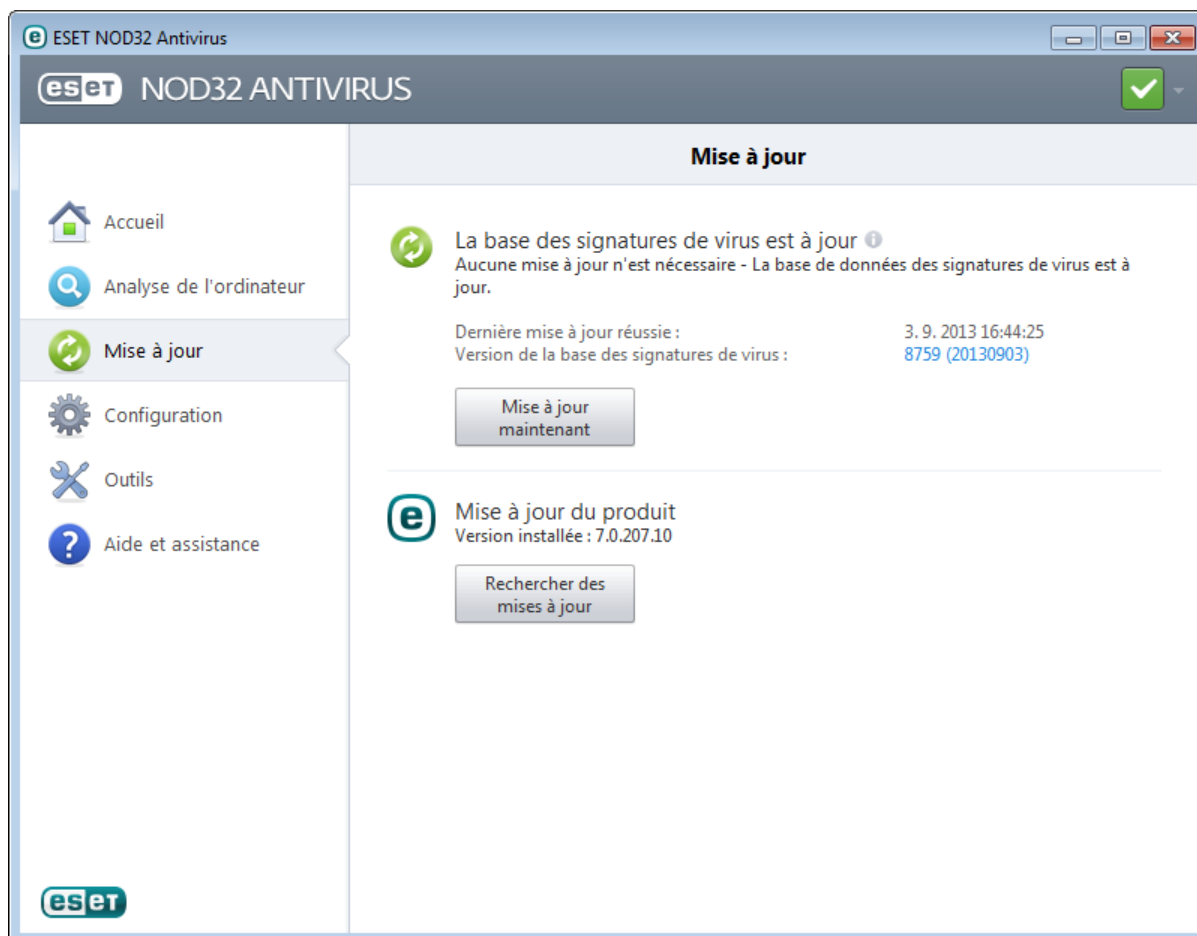 ESET NOD32 Antivirus
eseT NOD32 ANTIVIRUS
Mise à jour
Accueil
Analyse de l'ordinateur
Mise à jour
Configuration
Outils
Aide et assistance
La base des signatures de virus est à jour
Aucune mise à jour n'est nécessaire - La base de données des signatures de virus est à
jour.
Dernière mise à jour réussie : 3. 9. 2013 16:44:25
Version de la base des signatures de virus : 8759 (20130903)
Mise à jour
maintenant
e
Mise à jour du produit
Version installée : 7.0.207.10
Rechercher des
mises à jour
eseT